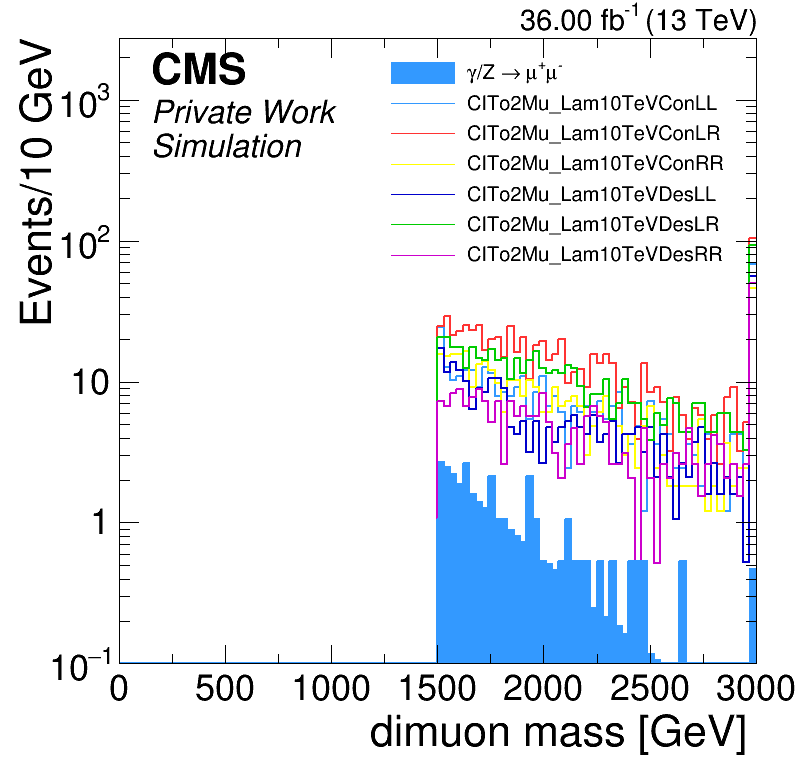 36.00 fb⁻¹ (13 TeV)
CMS
Private Work
Simulation
γ/Z → μ⁺μ⁻
CITo2Mu_Lam10TeVConLL
CITo2Mu_Lam10TeVConLR
CITo2Mu_Lam10TeVConRR
CITo2Mu_Lam10TeVDesLL
CITo2Mu_Lam10TeVDesLR
CITo2Mu_Lam10TeVDesRR
Events/10 GeV
10³
10²
10
1
10⁻¹
0 500 1000 1500 2000 2500 3000
dimuon mass [GeV]